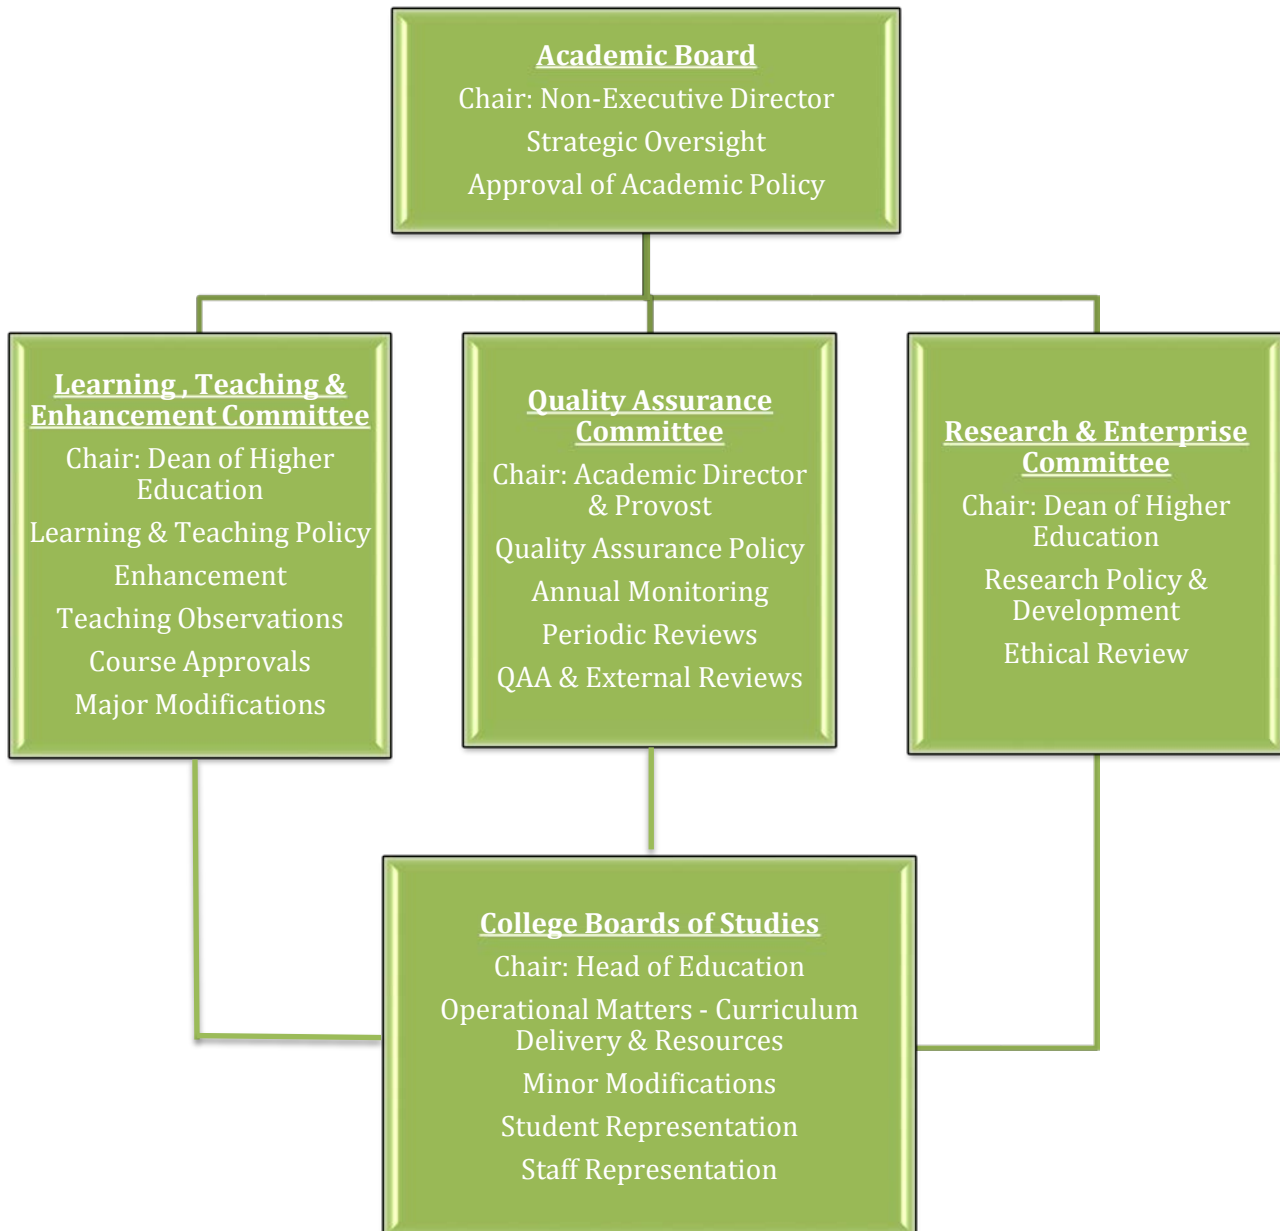 Academic Board
Chair: Non-Executive Director
Strategic Oversight
Approval of Academic Policy
Learning , Teaching &
Enhancement Committee
Chair: Dean of Higher
Education
Learning & Teaching Policy
Enhancement
Teaching Observations
Course Approvals
Major Modifications
Quality Assurance
Committee
Chair: Academic Director
& Provost
Quality Assurance Policy
Annual Monitoring
Periodic Reviews
QAA & External Reviews
Research & Enterprise
Committee
Chair: Dean of Higher
Education
Research Policy &
Development
Ethical Review
College Boards of Studies
Chair: Head of Education
Operational Matters - Curriculum
Delivery & Resources
Minor Modifications
Student Representation
Staff Representation